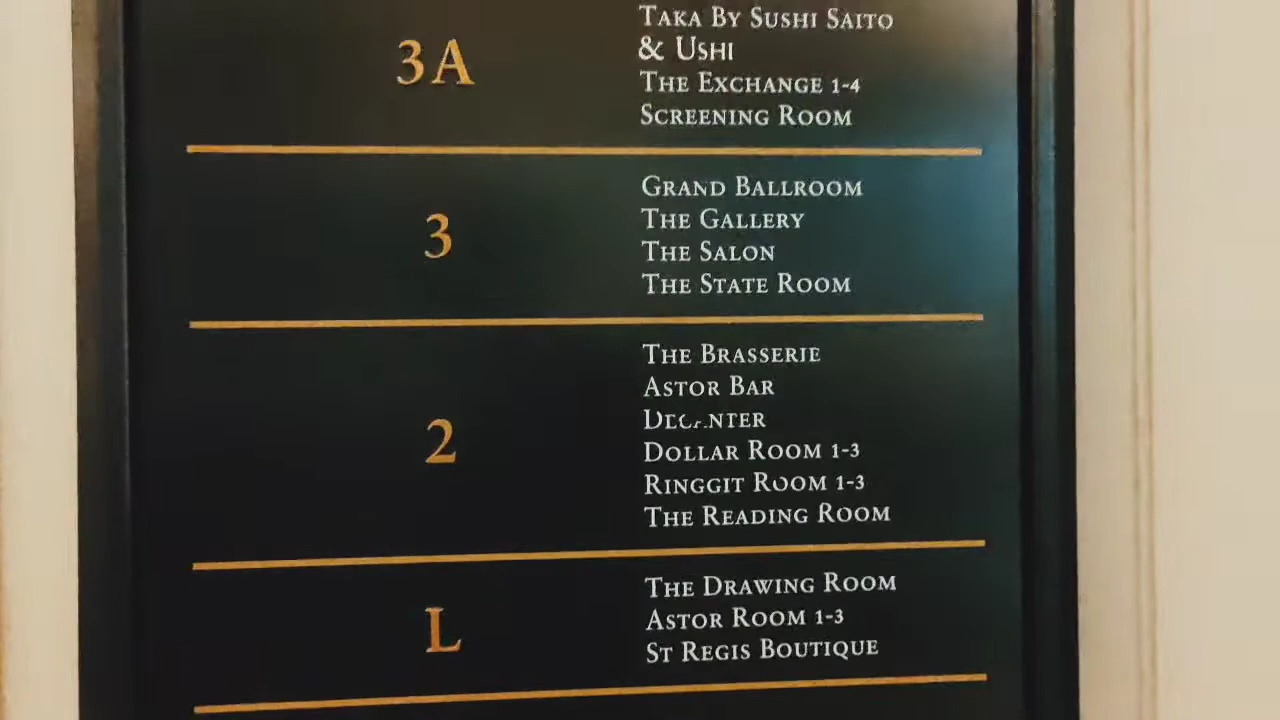 3A
Taka By Sushi Saito
& Ushi
The Exchange 1-4
Screening Room
3
Grand Ballroom
The Gallery
The Salon
The State Room
2
The Brasserie
Astor Bar
Decanter
Dollar Room 1-3
Ringgit Room 1-3
The Reading Room
L
The Drawing Room
Astor Room 1-3
St Regis Boutique